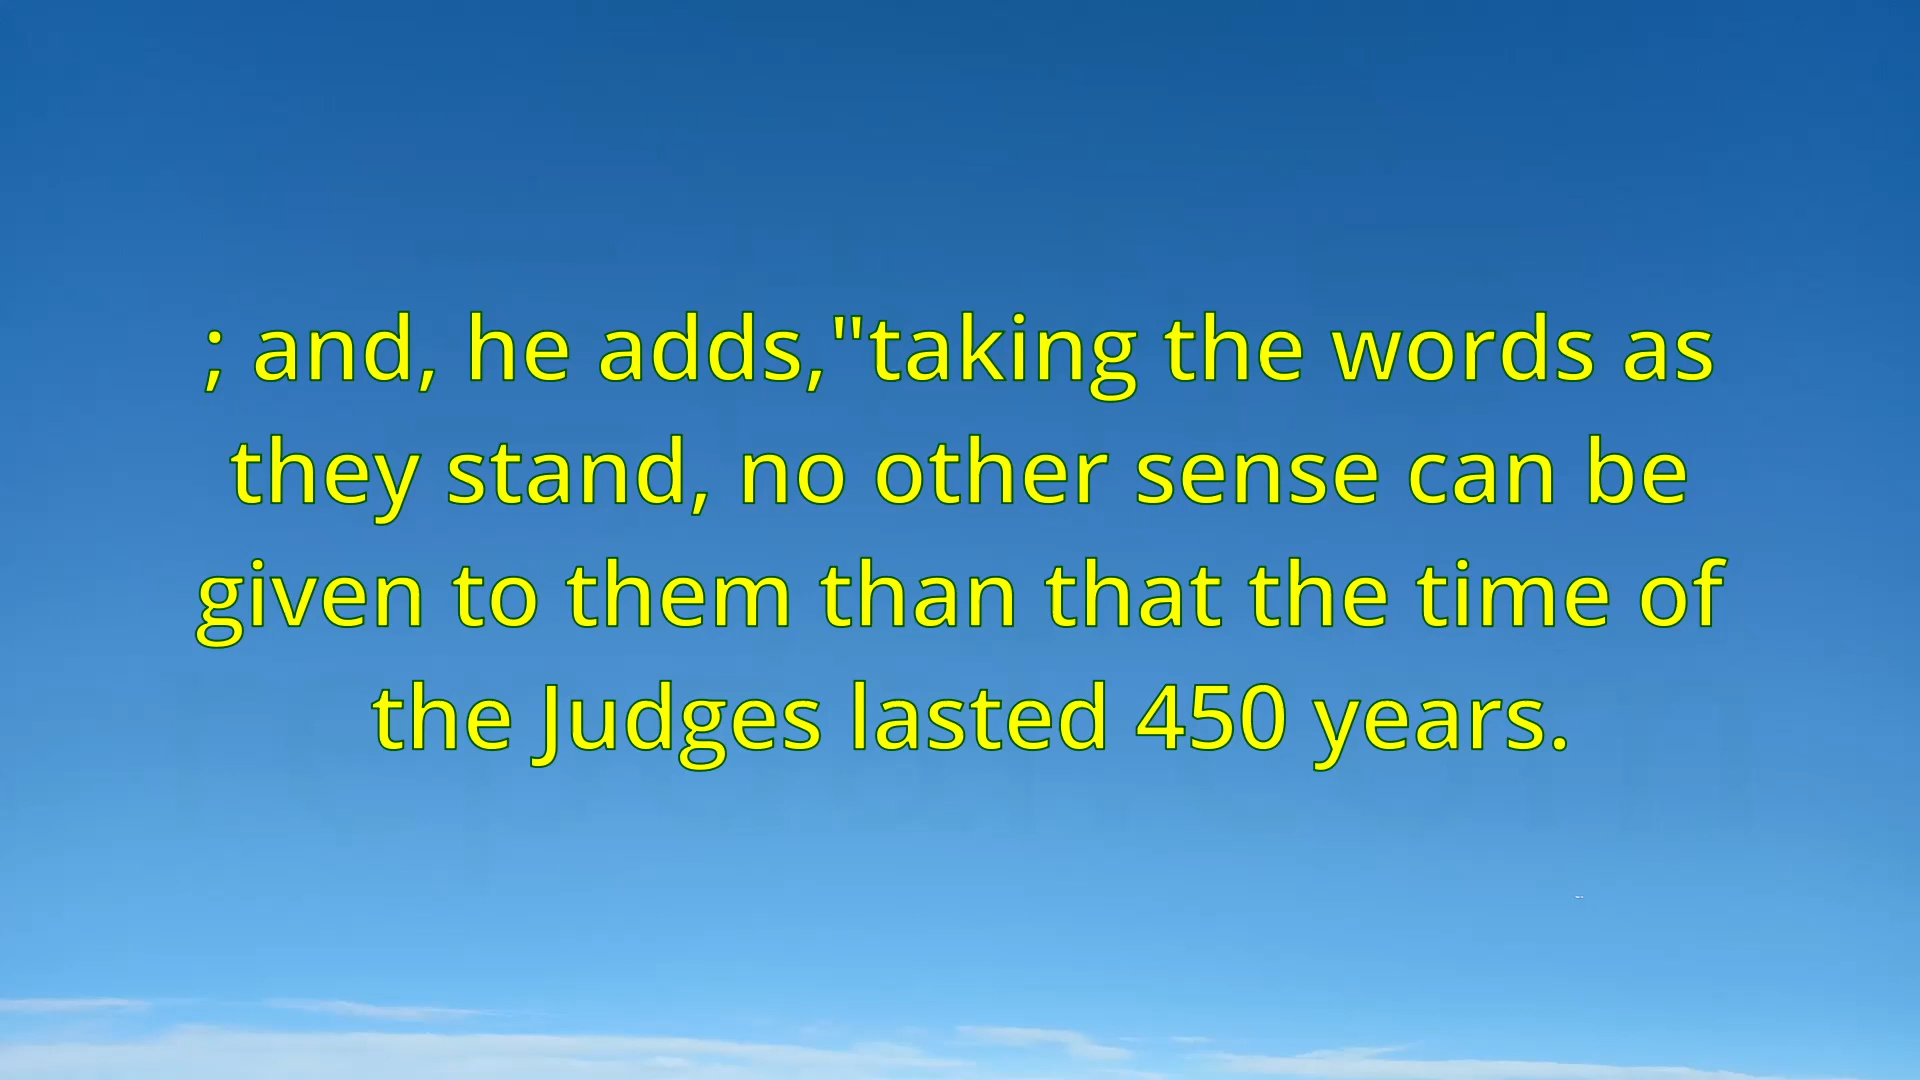 ; and, he adds,"taking the words as
they stand, no other sense can be
given to them than that the time of
the Judges lasted 450 years.